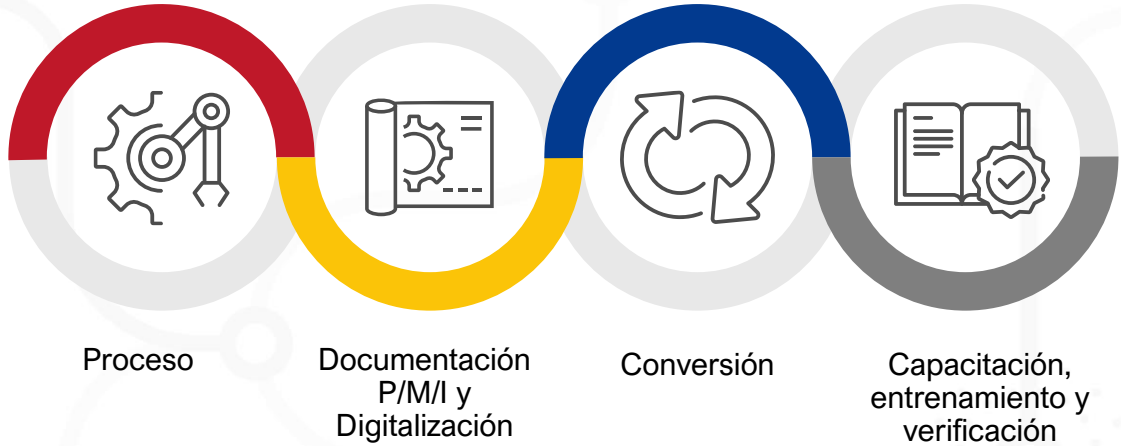 Proceso
Documentación
P/M/I y
Digitalización
Conversión
Capacitación,
entrenamiento y
verificación